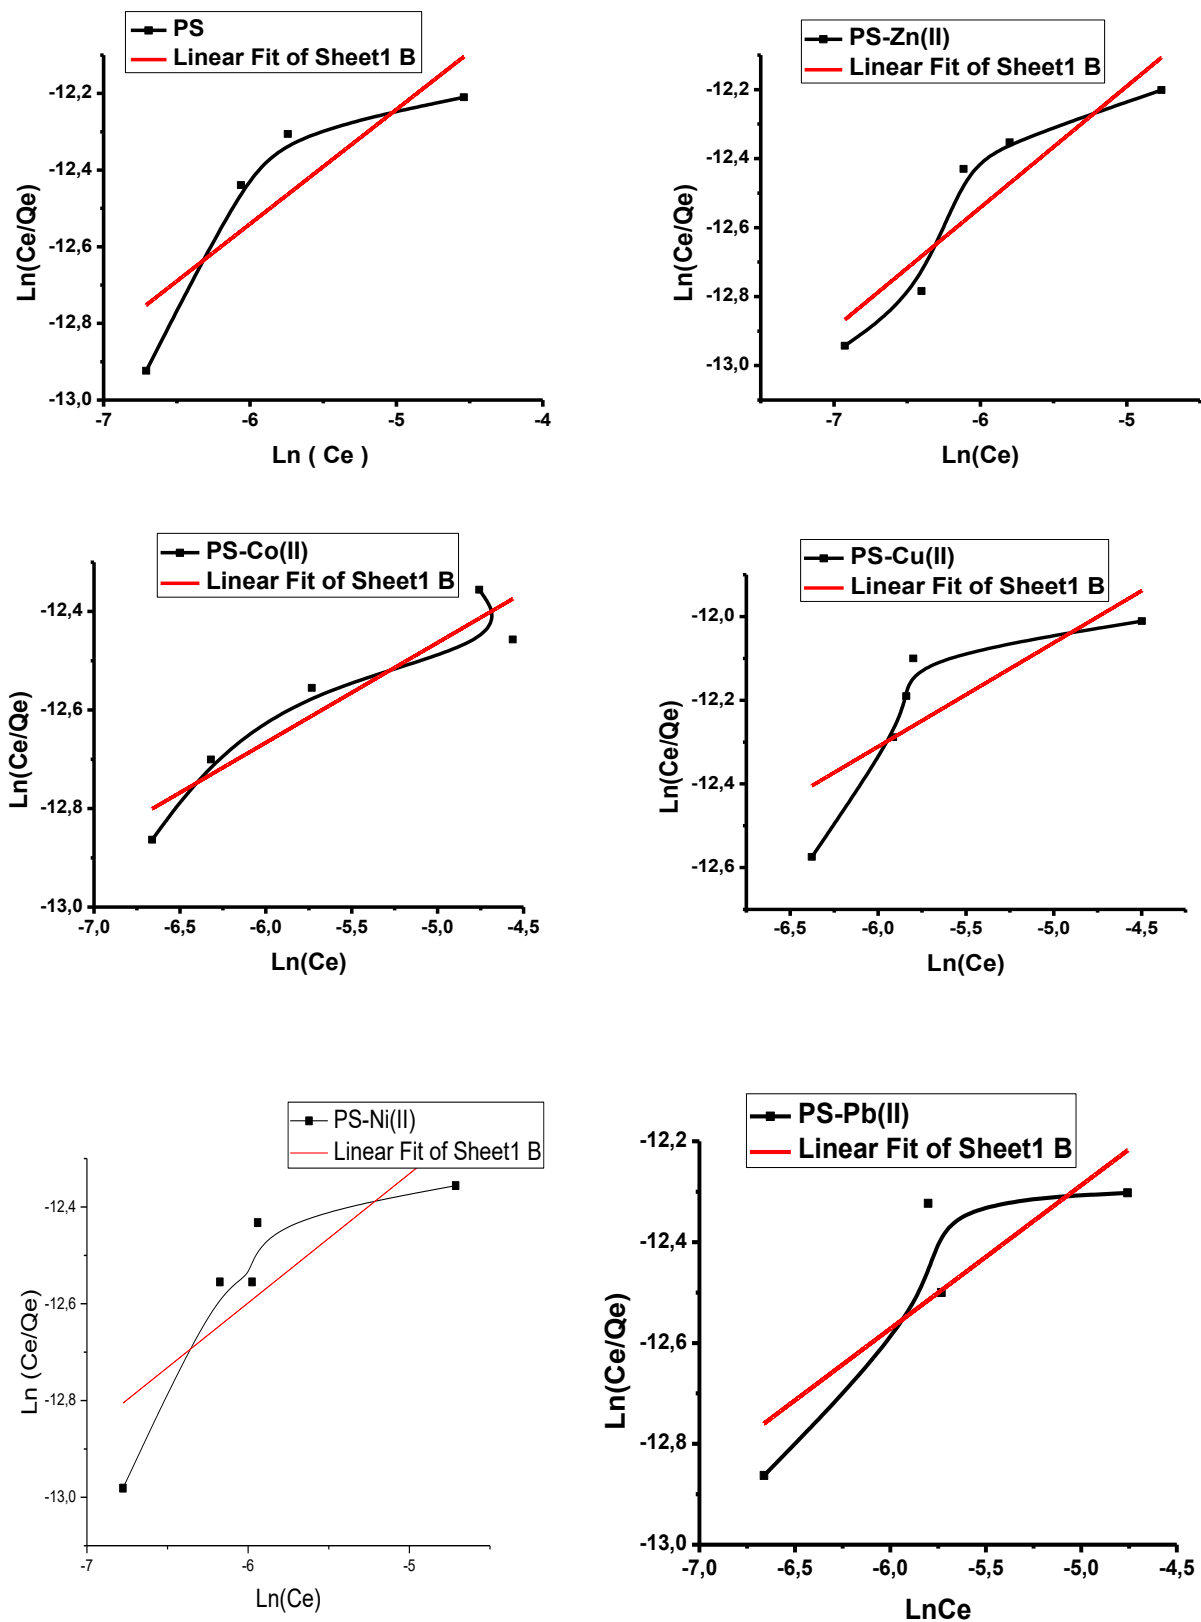 PS
Linear Fit of Sheet1 B
-12,2
-12,4
-12,6
-12,8
-13,0
Ln(Ce/Qe)
-7
-6
-5
-4
Ln ( Ce )
PS-Zn(II)
Linear Fit of Sheet1 B
-12,2
-12,4
-12,6
-12,8
-13,0
Ln(Ce/Qe)
-7
-6
-5
Ln(Ce)
PS-Co(II)
Linear Fit of Sheet1 B
-12,4
-12,6
-12,8
-13,0
Ln(Ce/Qe)
-7,0
-6,5
-6,0
-5,5
-5,0
-4,5
Ln(Ce)
PS-Cu(II)
Linear Fit of Sheet1 B
-12,0
-12,2
-12,4
-12,6
Ln(Ce/Qe)
-6,5
-6,0
-5,5
-5,0
-4,5
Ln(Ce)
PS-Ni(II)
Linear Fit of Sheet1 B
-12,4
-12,6
-12,8
-13,0
Ln (Ce/Qe)
-7
-6
-5
Ln(Ce)
PS-Pb(II)
Linear Fit of Sheet1 B
-12,2
-12,4
-12,6
-12,8
-13,0
Ln(Ce/Qe)
-7,0
-6,5
-6,0
-5,5
-5,0
-4,5
LnCe